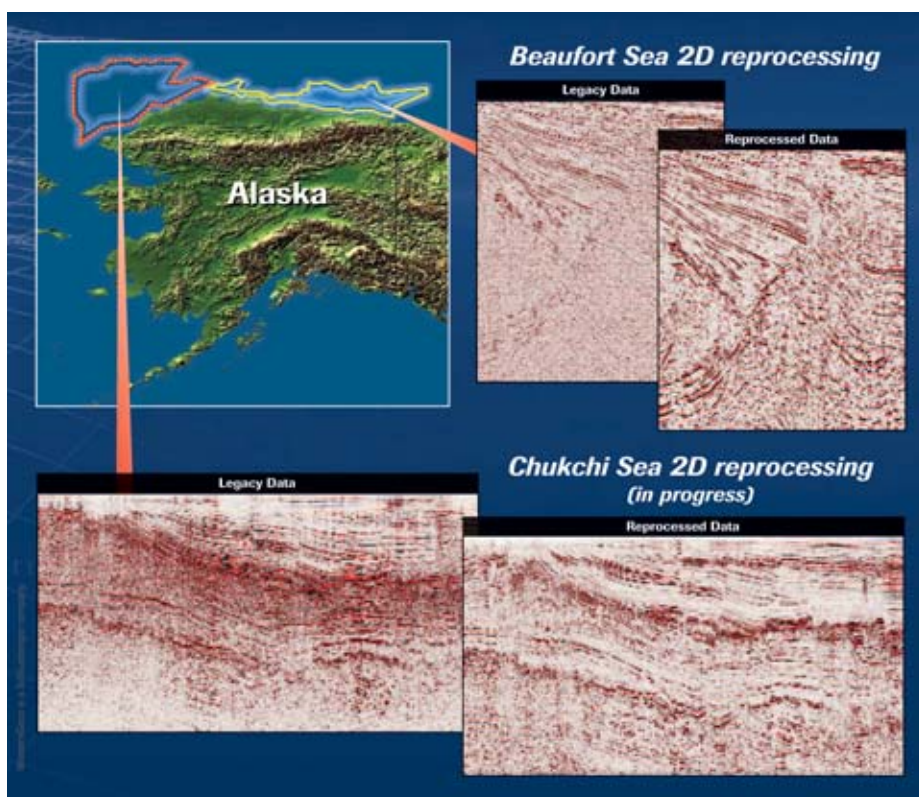 Beaufort Sea 2D reprocessing
Legacy Data
Reprocessed Data
Alaska
Chukchi Sea 2D reprocessing
(in progress)
Legacy Data
Reprocessed Data